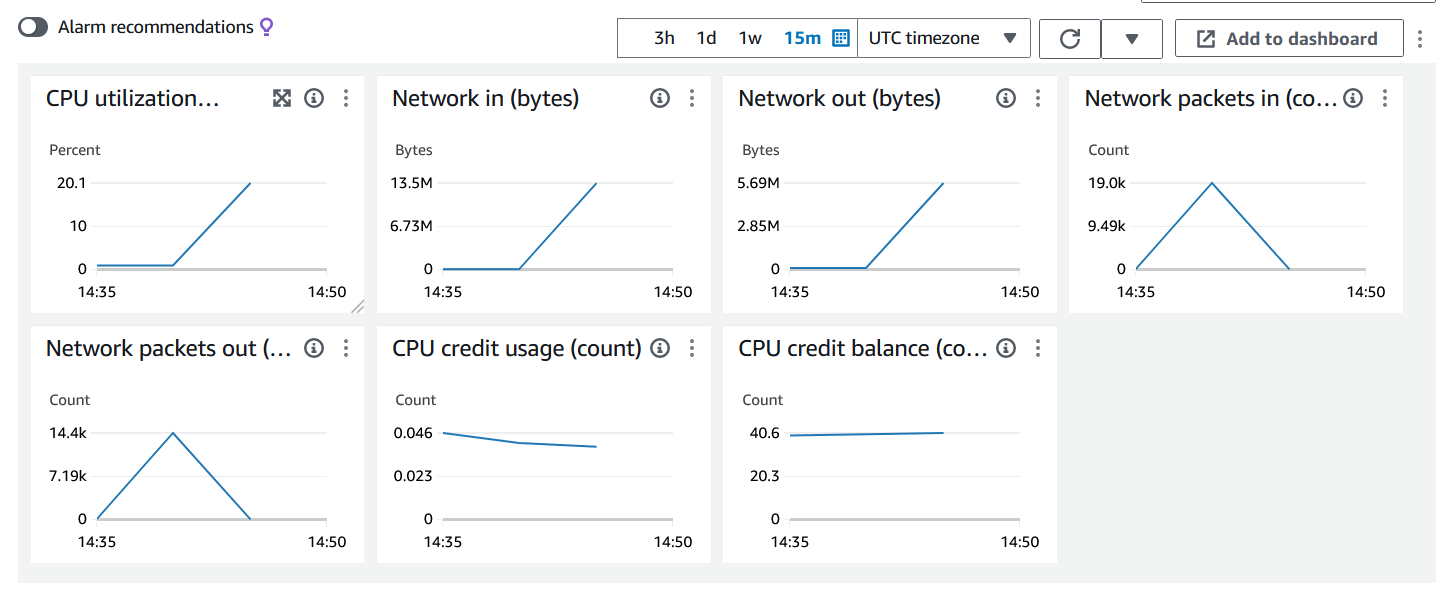 Alarm recommendations
3h 1d 1w 15m UTC timezone Add to dashboard
CPU utilization…
Percent
20.1
10
0
14:35 14:50
Network in (bytes)
Bytes
13.5M
6.73M
0
14:35 14:50
Network out (bytes)
Bytes
5.69M
2.85M
0
14:35 14:50
Network packets in (co…
Count
19.0k
9.49k
0
14:35 14:50
Network packets out (…
Count
14.4k
7.19k
0
14:35 14:50
CPU credit usage (count)
Count
0.046
0.023
0
14:35 14:50
CPU credit balance (co…
Count
40.6
20.3
0
14:35 14:50